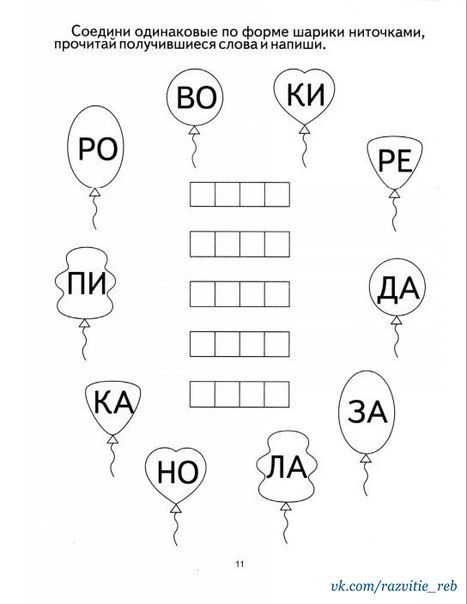 Соедини одинаковые по форме шарики ниточками,
прочитай получившиеся слова и напиши.
ВО
КИ
РО
РЕ
ПИ
ДА
КА
ЗА
НО
ЛА
11
vk.com/razvitie_reb